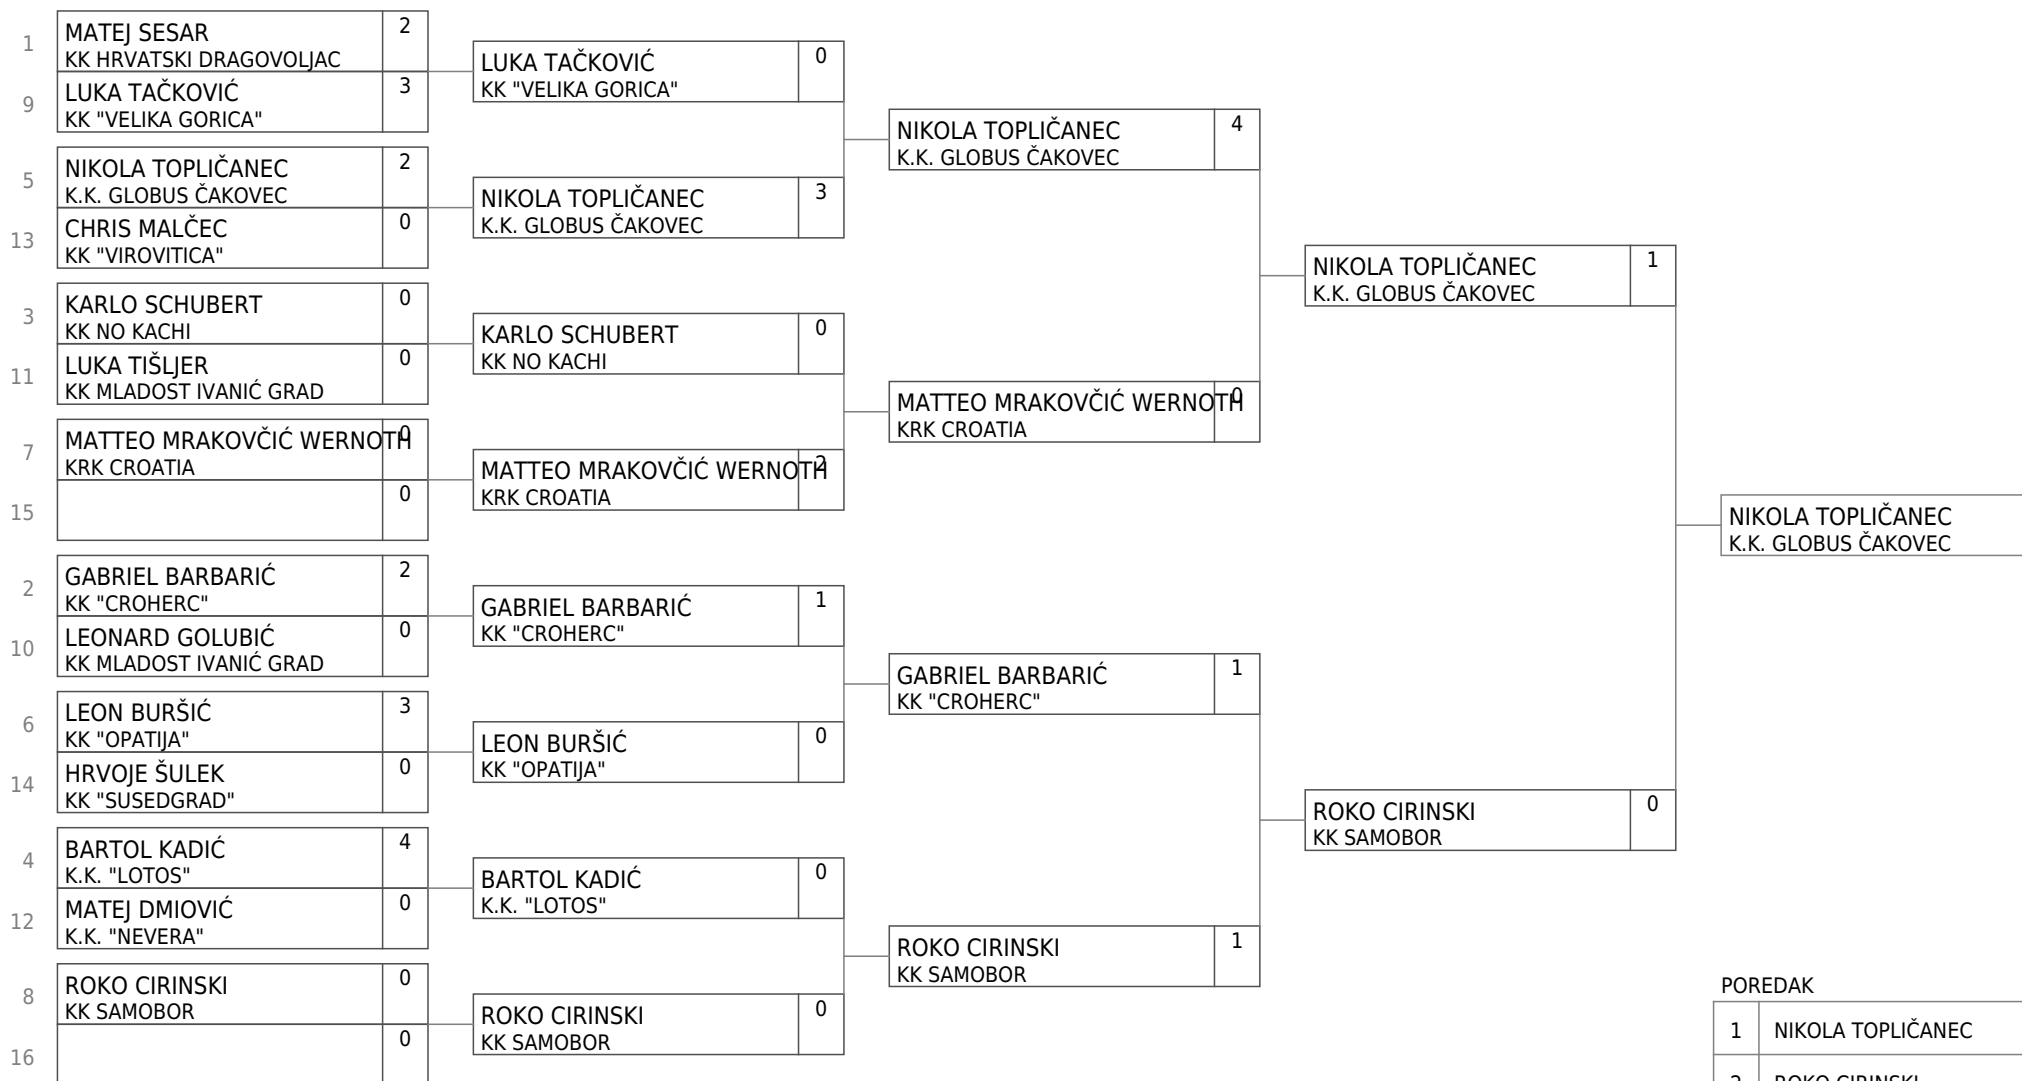 1
MATEJ SESAR
2
KK HRVATSKI DRAGOVOLJAC
9
LUKA TAČKOVIĆ
3
KK "VELIKA GORICA"
5
NIKOLA TOPLIČANEC
2
K.K. GLOBUS ČAKOVEC
13
CHRIS MALČEC
0
KK "VIROVITICA"
3
KARLO SCHUBERT
0
KK NO KACHI
11
LUKA TIŠLJER
0
KK MLADOST IVANIĆ GRAD
7
MATTEO MRAKOVČIĆ WERNOTH
0
KRK CROATIA
15
0
2
GABRIEL BARBARIĆ
2
KK "CROHERC"
10
LEONARD GOLUBIĆ
0
KK MLADOST IVANIĆ GRAD
6
LEON BURŠIĆ
3
KK "OPATIJA"
14
HRVOJE ŠULEK
0
KK "SUSEDGRAD"
4
BARTOL KADIĆ
4
K.K. "LOTOS"
12
MATEJ DMIOVIĆ
0
K.K. "NEVERA"
8
ROKO CIRINSKI
0
KK SAMOBOR
16
0
LUKA TAČKOVIĆ
0
KK "VELIKA GORICA"
NIKOLA TOPLIČANEC
3
K.K. GLOBUS ČAKOVEC
KARLO SCHUBERT
0
KK NO KACHI
MATTEO MRAKOVČIĆ WERNOTH
2
KRK CROATIA
GABRIEL BARBARIĆ
1
KK "CROHERC"
LEON BURŠIĆ
0
KK "OPATIJA"
BARTOL KADIĆ
0
K.K. "LOTOS"
ROKO CIRINSKI
0
KK SAMOBOR
NIKOLA TOPLIČANEC
4
K.K. GLOBUS ČAKOVEC
MATTEO MRAKOVČIĆ WERNOTH
0
KRK CROATIA
GABRIEL BARBARIĆ
1
KK "CROHERC"
ROKO CIRINSKI
1
KK SAMOBOR
NIKOLA TOPLIČANEC
1
K.K. GLOBUS ČAKOVEC
ROKO CIRINSKI
0
KK SAMOBOR
NIKOLA TOPLIČANEC
K.K. GLOBUS ČAKOVEC
POREDAK
1 NIKOLA TOPLIČANEC
2 ROKO CIRINSKI